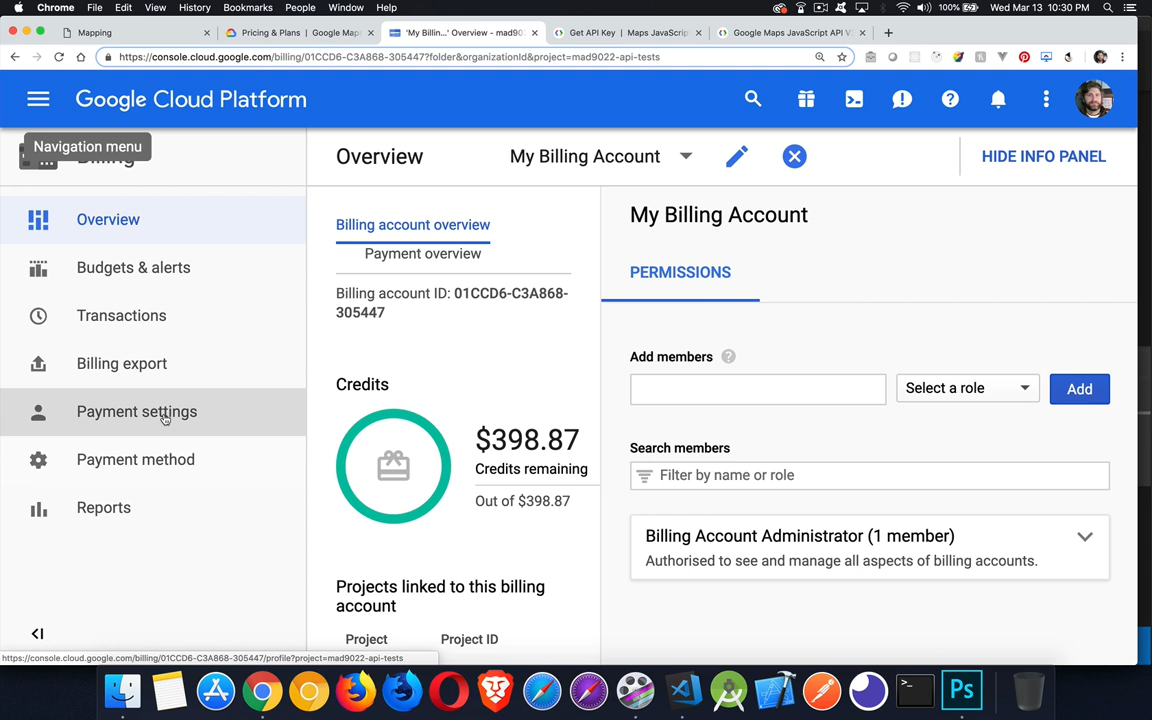 Chrome File Edit View History Bookmarks People Window Help 100% Wed Mar 13 10:30 PM
Mapping
Pricing & Plans | Google Map
'My Billin...' Overview - mad902
Get API Key | Maps JavaScript
Google Maps JavaScript API V
https://console.cloud.google.com/billing/01CCD6-C3A868-305447?folder&organizationId&project=mad9022-api-tests
Google Cloud Platform
Navigation menu
Overview
My Billing Account
HIDE INFO PANEL
Overview
Budgets & alerts
Transactions
Billing export
Payment settings
Payment method
Reports
Billing account overview
Payment overview
Billing account ID: 01CCD6-C3A868-
305447
Credits
$398.87
Credits remaining
Out of $398.87
Projects linked to this billing
account
Project Project ID
My Billing Account
PERMISSIONS
Add members
Select a role
Add
Search members
Filter by name or role
Billing Account Administrator (1 member)
Authorised to see and manage all aspects of billing accounts.
https://console.cloud.google.com/billing/01CCD6-C3A868-305447/profile?project=mad9022-api-tests
Ps